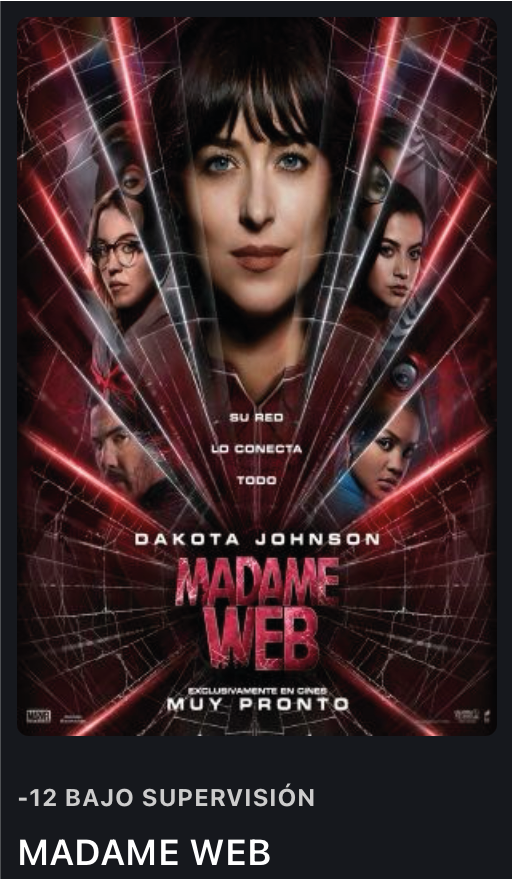 SU RED
LO CONECTA
TODO
DAKOTA JOHNSON
MADAME
WEB
EXCLUSIVAMENTE EN CINES
MUY PRONTO
MARVEL
-12 BAJO SUPERVISIÓN
MADAME WEB